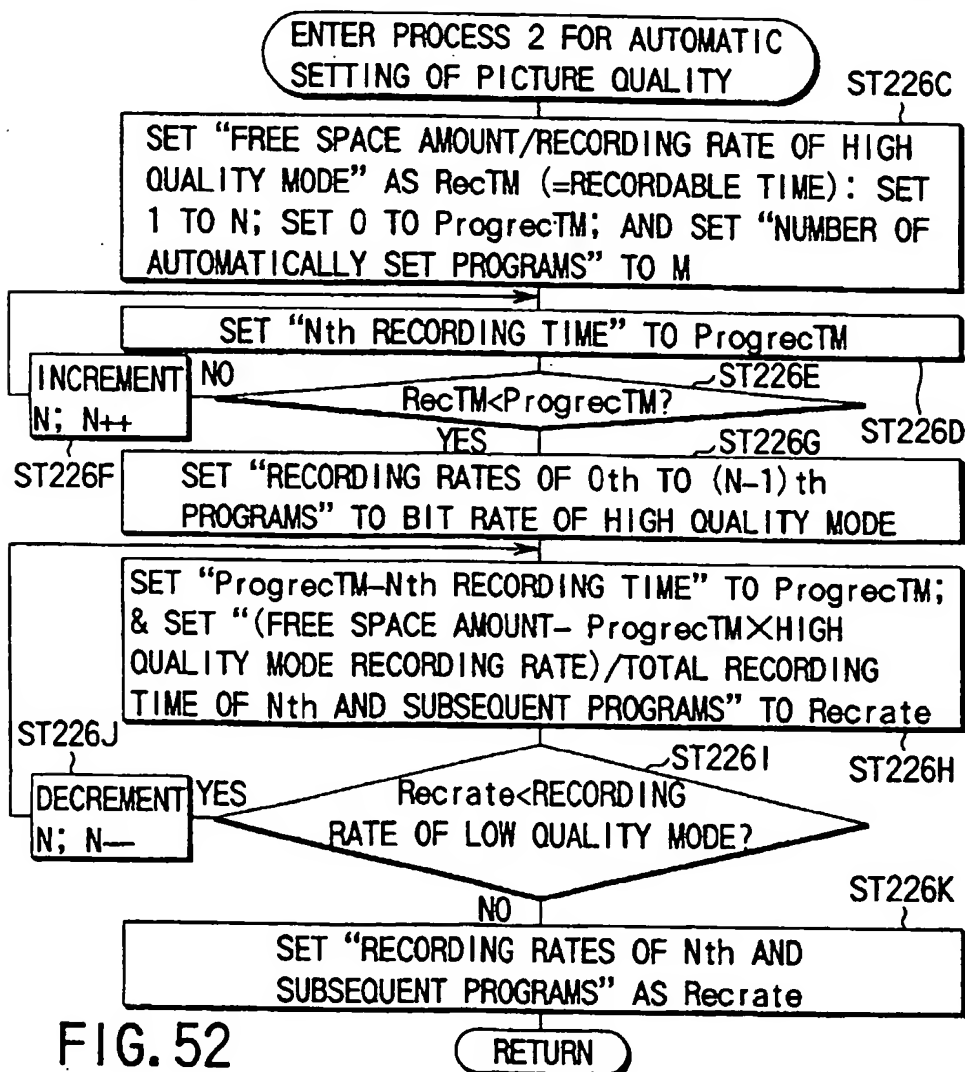 ENTER PROCESS 2 FOR AUTOMATIC
SETTING OF PICTURE QUALITY
ST226C
SET “FREE SPACE AMOUNT/RECORDING RATE OF HIGH
QUALITY MODE” AS RecTM (=RECORDABLE TIME): SET
1 TO N; SET 0 TO ProgrecTM; AND SET “NUMBER OF
AUTOMATICALLY SET PROGRAMS” TO M
SET “Nth RECORDING TIME” TO ProgrecTM
INCREMENT
N; N++
NO
ST226E
RecTM<ProgrecTM?
ST226D
YES
ST226G
ST226F
SET “RECORDING RATES OF 0th TO (N-1)th
PROGRAMS” TO BIT RATE OF HIGH QUALITY MODE
SET “ProgrecTM-Nth RECORDING TIME” TO ProgrecTM;
& SET “(FREE SPACE AMOUNT- ProgrecTM×HIGH
QUALITY MODE RECORDING RATE)/TOTAL RECORDING
TIME OF Nth AND SUBSEQUENT PROGRAMS” TO Recrate
ST226J
ST226I
ST226H
DECREMENT
N; N—
YES
Recrate<RECORDING
RATE OF LOW QUALITY MODE?
ST226K
NO
SET “RECORDING RATES OF Nth AND
SUBSEQUENT PROGRAMS” AS Recrate
FIG. 52
RETURN